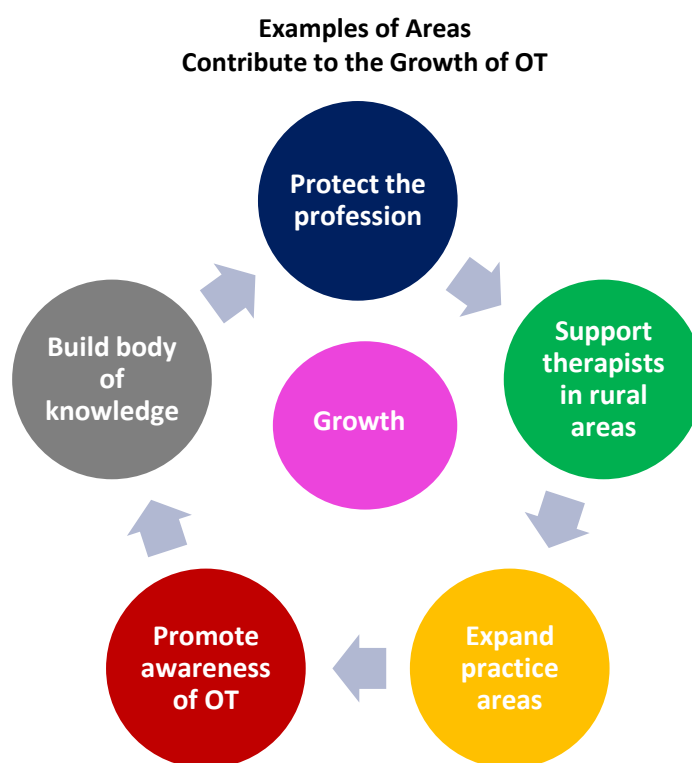 Examples of Areas
Contribute to the Growth of OT
Protect the
profession
Support
therapists
in rural
areas
Expand
practice
areas
Promote
awareness
of OT
Build body
of
knowledge
Growth